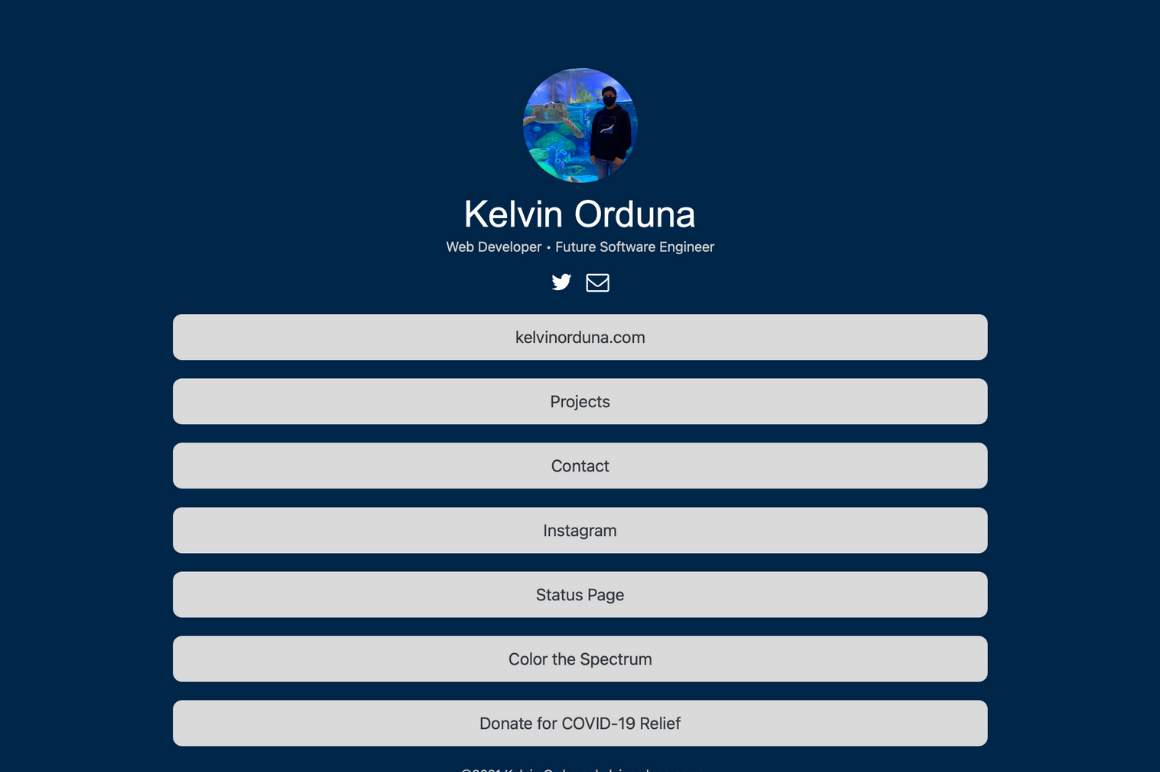 Kelvin Orduna
Web Developer • Future Software Engineer
kelvinorduna.com
Projects
Contact
Instagram
Status Page
Color the Spectrum
Donate for COVID-19 Relief